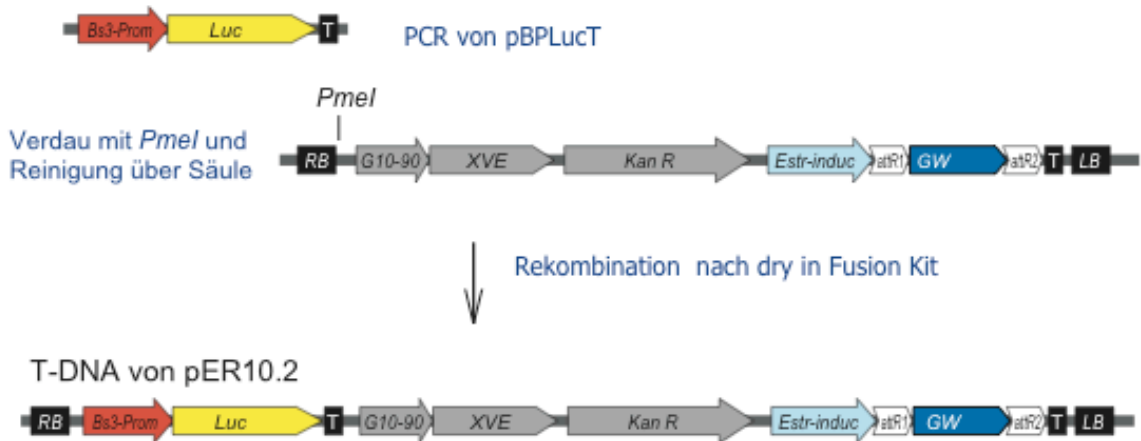 Bs3-Prom Luc T PCR von pBPLucT
PmeI
Verdau mit PmeI und
Reinigung über Säule
RB G10-90 XVE Kan R Estr-induc attR1 GW attR2 T LB
Rekombination nach dry in Fusion Kit
T-DNA von pER10.2
RB Bs3-Prom Luc T G10-90 XVE Kan R Estr-induc attR1 GW attR2 T LB